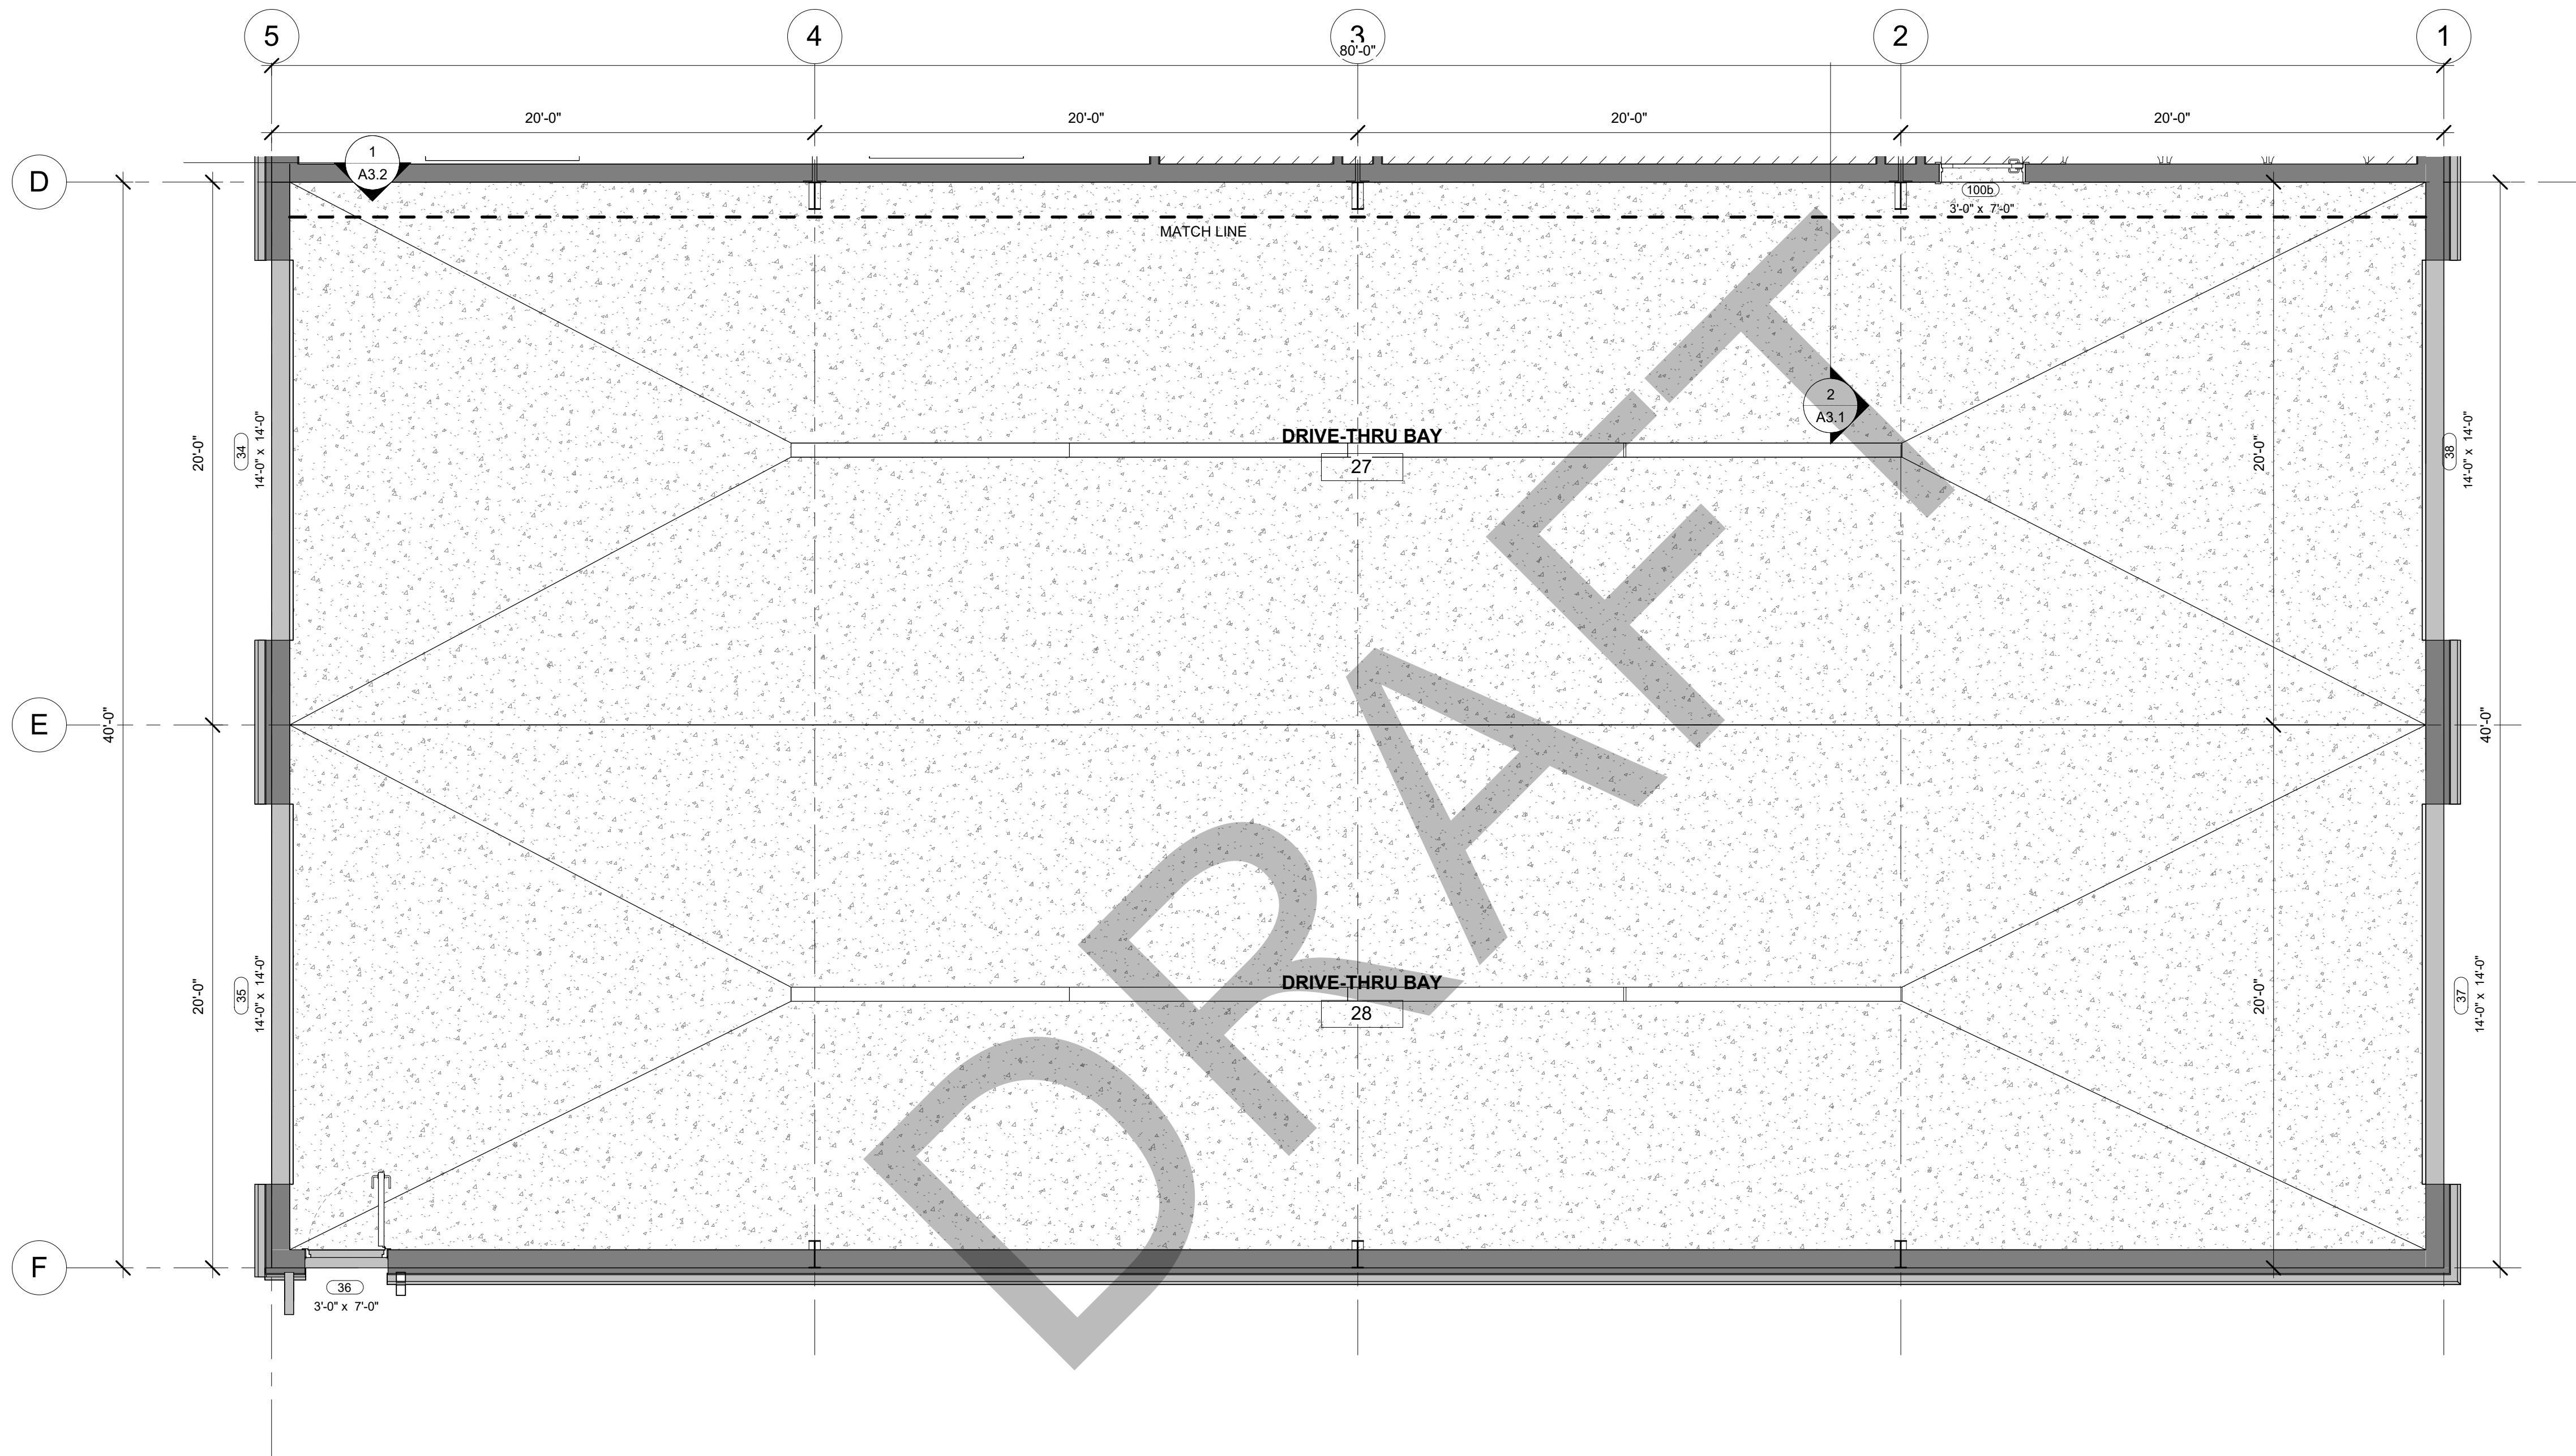 5
4
3
2
1
80'-0"
20'-0"
20'-0"
20'-0"
20'-0"
1
A3.2
D
100b
3'-0" x 7'-0"
MATCH LINE
2
A3.1
20'-0"
34
14'-0" x 14'-0"
DRIVE-THRU BAY
27
20'-0"
38
14'-0" x 14'-0"
E
40'-0"
40'-0"
20'-0"
35
14'-0" x 14'-0"
DRIVE-THRU BAY
28
20'-0"
37
14'-0" x 14'-0"
F
36
3'-0" x 7'-0"
DRAFT